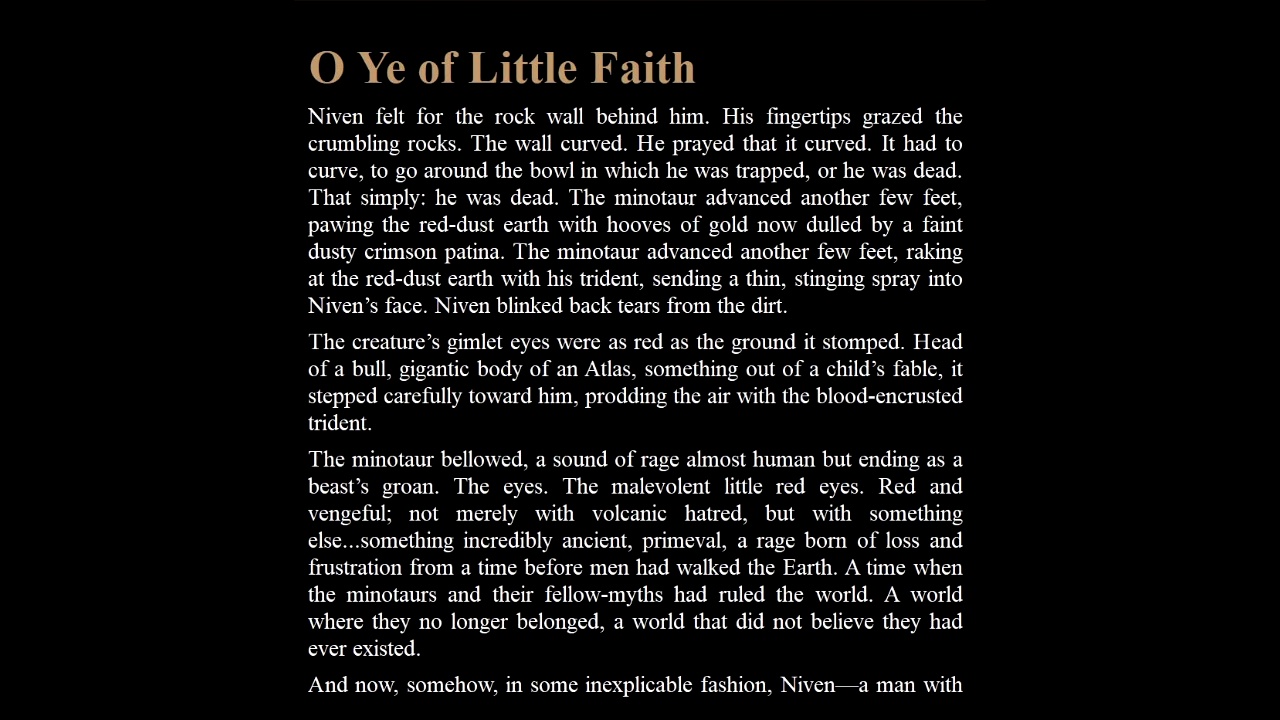 O Ye of Little Faith
Niven felt for the rock wall behind him. His fingertips grazed the
crumbling rocks. The wall curved. He prayed that it curved. It had to
curve, to go around the bowl in which he was trapped, or he was dead.
That simply: he was dead. The minotaur advanced another few feet,
pawing the red-dust earth with hooves of gold now dulled by a faint
dusty crimson patina. The minotaur advanced another few feet, raking
at the red-dust earth with his trident, sending a thin, stinging spray into
Niven’s face. Niven blinked back tears from the dirt.
The creature’s gimlet eyes were as red as the ground it stomped. Head
of a bull, gigantic body of an Atlas, something out of a child’s fable, it
stepped carefully toward him, prodding the air with the blood-encrusted
trident.
The minotaur bellowed, a sound of rage almost human but ending as a
beast’s groan. The eyes. The malevolent little red eyes. Red and
vengeful; not merely with volcanic hatred, but with something
else...something incredibly ancient, primeval, a rage born of loss and
frustration from a time before men had walked the Earth. A time when
the minotaurs and their fellow-myths had ruled the world. A world
where they no longer belonged, a world that did not believe they had
ever existed.
And now, somehow, in some inexplicable fashion, Niven—a man with